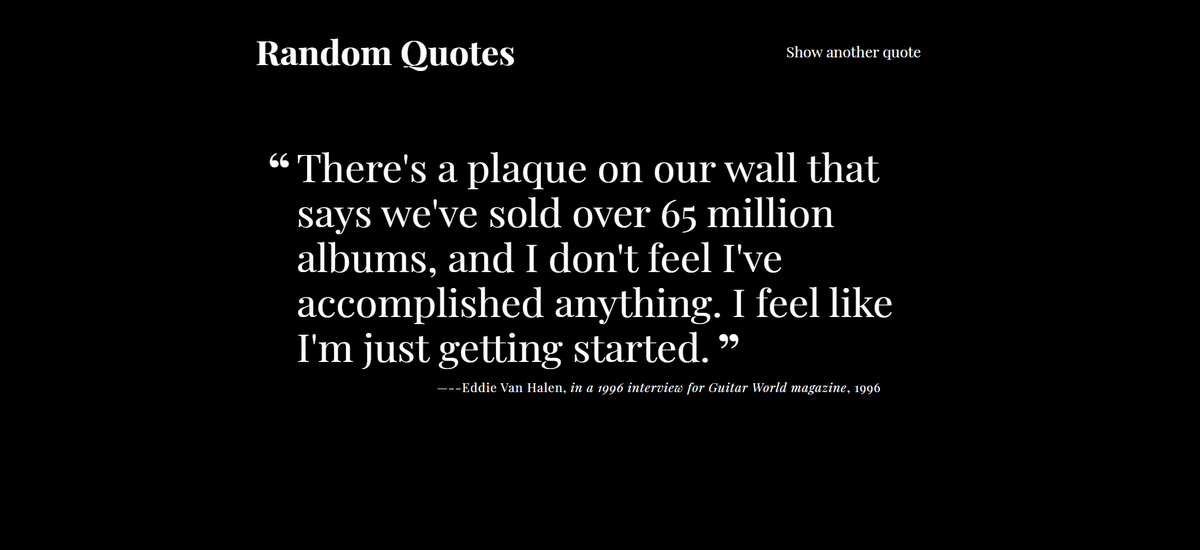 Random Quotes
Show another quote
“ There's a plaque on our wall that
says we've sold over 65 million
albums, and I don't feel I've
accomplished anything. I feel like
I'm just getting started. ”
—--Eddie Van Halen, in a 1996 interview for Guitar World magazine, 1996